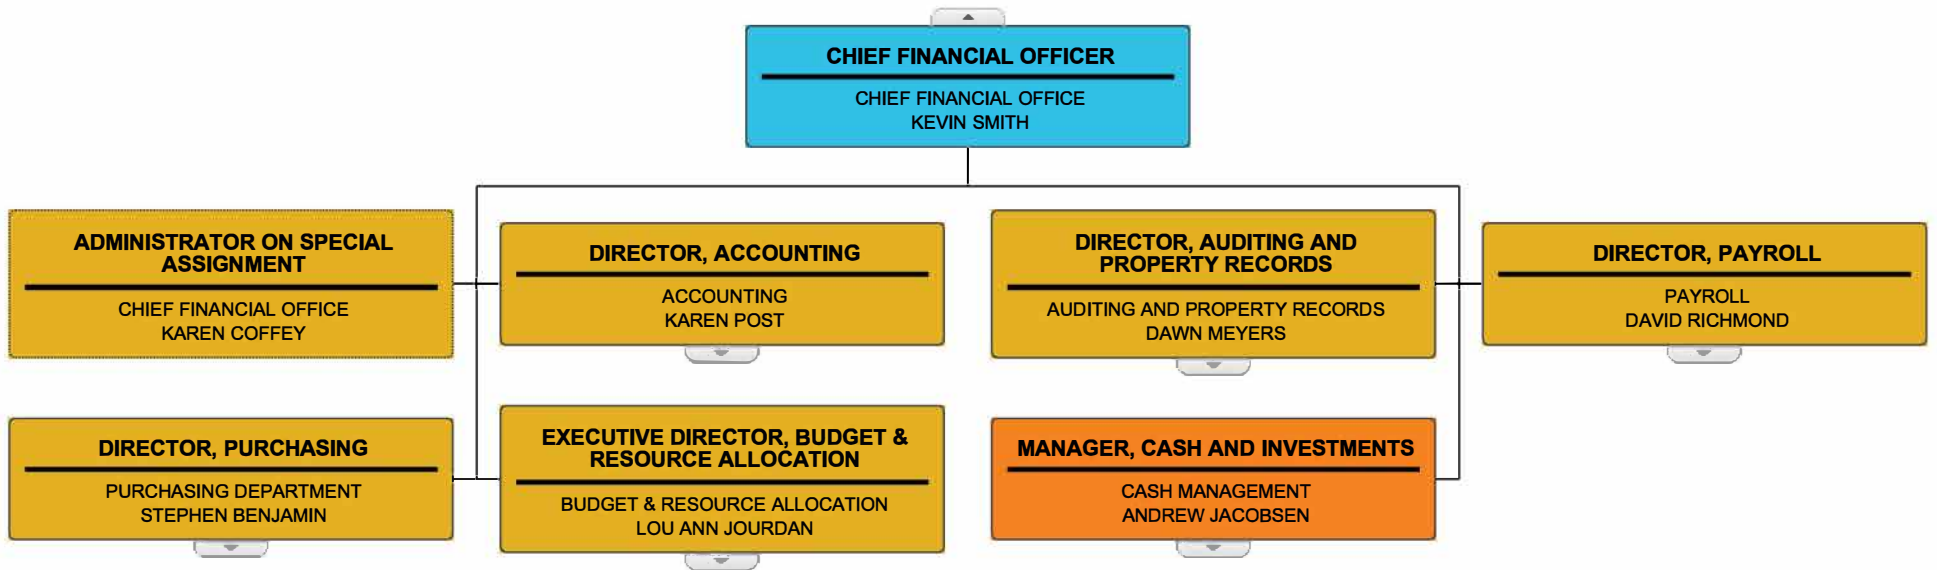 CHIEF FINANCIAL OFFICER
CHIEF FINANCIAL OFFICE
KEVIN SMITH
ADMINISTRATOR ON SPECIAL
ASSIGNMENT
CHIEF FINANCIAL OFFICE
KAREN COFFEY
DIRECTOR, ACCOUNTING
ACCOUNTING
KAREN POST
DIRECTOR, AUDITING AND
PROPERTY RECORDS
AUDITING AND PROPERTY RECORDS
DAWN MEYERS
DIRECTOR, PAYROLL
PAYROLL
DAVID RICHMOND
DIRECTOR, PURCHASING
PURCHASING DEPARTMENT
STEPHEN BENJAMIN
EXECUTIVE DIRECTOR, BUDGET &
RESOURCE ALLOCATION
BUDGET & RESOURCE ALLOCATION
LOU ANN JOURDAN
MANAGER, CASH AND INVESTMENTS
CASH MANAGEMENT
ANDREW JACOBSEN